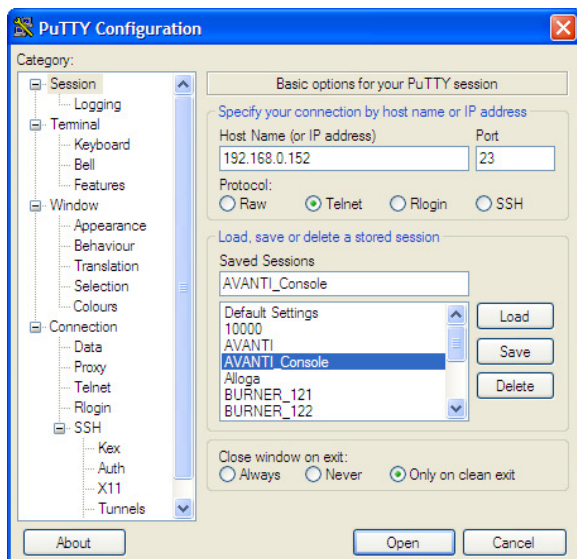 PuTTY Configuration
Category:
Session
Logging
Terminal
Keyboard
Bell
Features
Window
Appearance
Behaviour
Translation
Selection
Colours
Connection
Data
Proxy
Telnet
Rlogin
SSH
Kex
Auth
X11
Tunnels
Basic options for your PuTTY session
Specify your connection by host name or IP address
Host Name (or IP address) Port
192.168.0.152 23
Protocol:
Raw Telnet Rlogin SSH
Load, save or delete a stored session
Saved Sessions
AVANTI_Console
Default Settings
10000
AVANTI
AVANTI_Console
Alloga
BURNER_121
BURNER_122
Load
Save
Delete
Close window on exit:
Always Never Only on clean exit
About Open Cancel